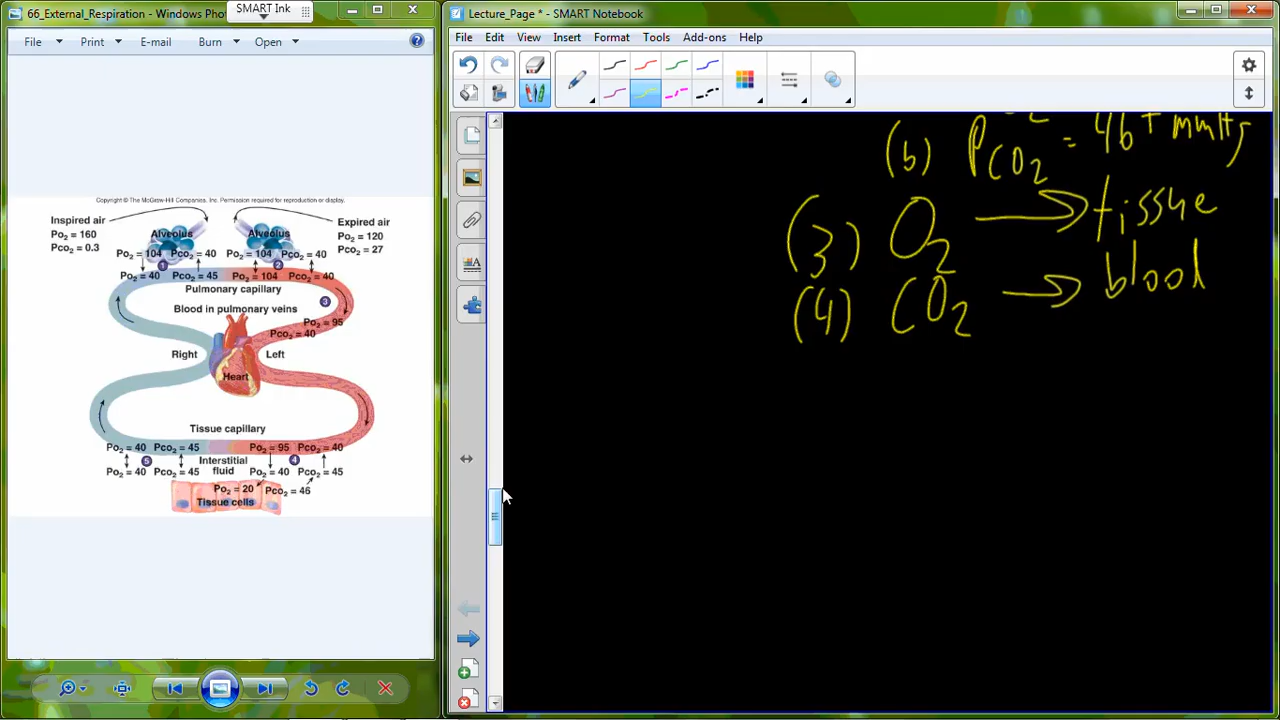 66_External_Respiration - Windows Pho
SMART Ink
File Print E-mail Burn Open
Copyright © The McGraw-Hill Companies, Inc. Permission required for reproduction or display.
Inspired air
Po₂ = 160
Pco₂ = 0.3
Expired air
Po₂ = 120
Pco₂ = 27
Alveolus
Alveolus
Po₂ = 104 Pco₂ = 40
Po₂ = 104 Pco₂ = 40
1
2
Po₂ = 40 Pco₂ = 45
Po₂ = 104 Pco₂ = 40
Pulmonary capillary
3
Blood in pulmonary veins
Po₂ = 95
Pco₂ = 40
Right
Left
Heart
Tissue capillary
Po₂ = 40 Pco₂ = 45
Po₂ = 95 Pco₂ = 40
5
Interstitial
fluid
4
Po₂ = 40 Pco₂ = 45
Po₂ = 40 Pco₂ = 45
Po₂ = 20 Pco₂ = 46
Tissue cells
Lecture_Page * - SMART Notebook
File Edit View Insert Format Tools Add-ons Help
(b) PCO₂ = 46+ mmHg
(3) O₂ → tissue
(4) CO₂ → blood